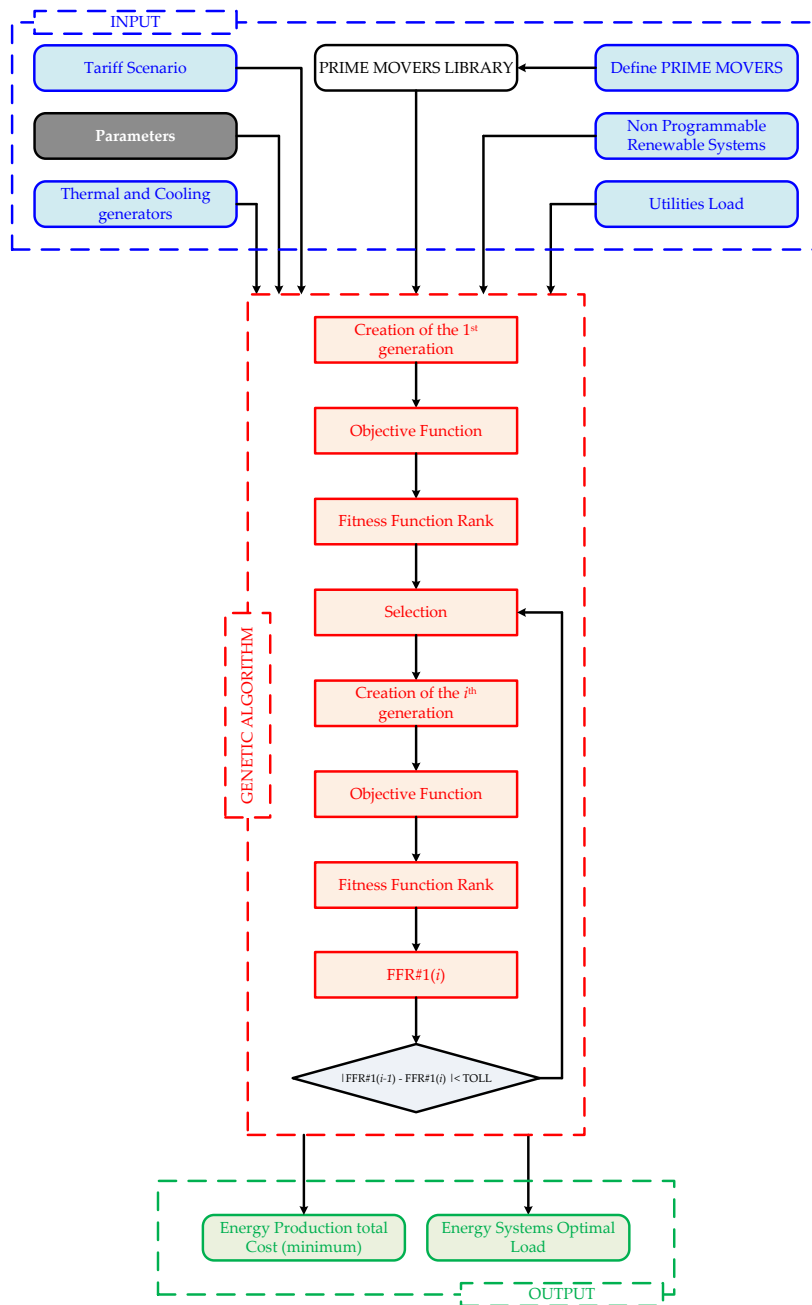 INPUT
Tariff Scenario
PRIME MOVERS LIBRARY
Define PRIME MOVERS
Parameters
Non Programmable
Renewable Systems
Thermal and Cooling
generators
Utilities Load
GENETIC ALGORITHM
Creation of the 1st
generation
Objective Function
Fitness Function Rank
Selection
Creation of the ith
generation
Objective Function
Fitness Function Rank
FFR#1(i)
|FFR#1(i-1) - FFR#1(i) |< TOLL
Energy Production total
Cost (minimum)
Energy Systems Optimal
Load
OUTPUT